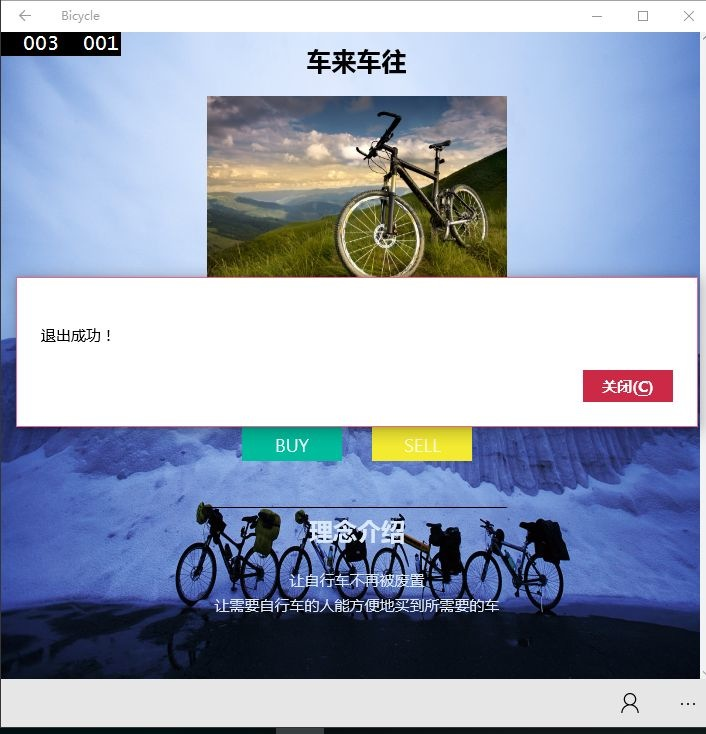 Bicycle
003 001
车来车往
退出成功！
关闭(C)
BUY SELL
理念介绍
让自行车不再被废置
让需要自行车的人能方便地买到所需要的车